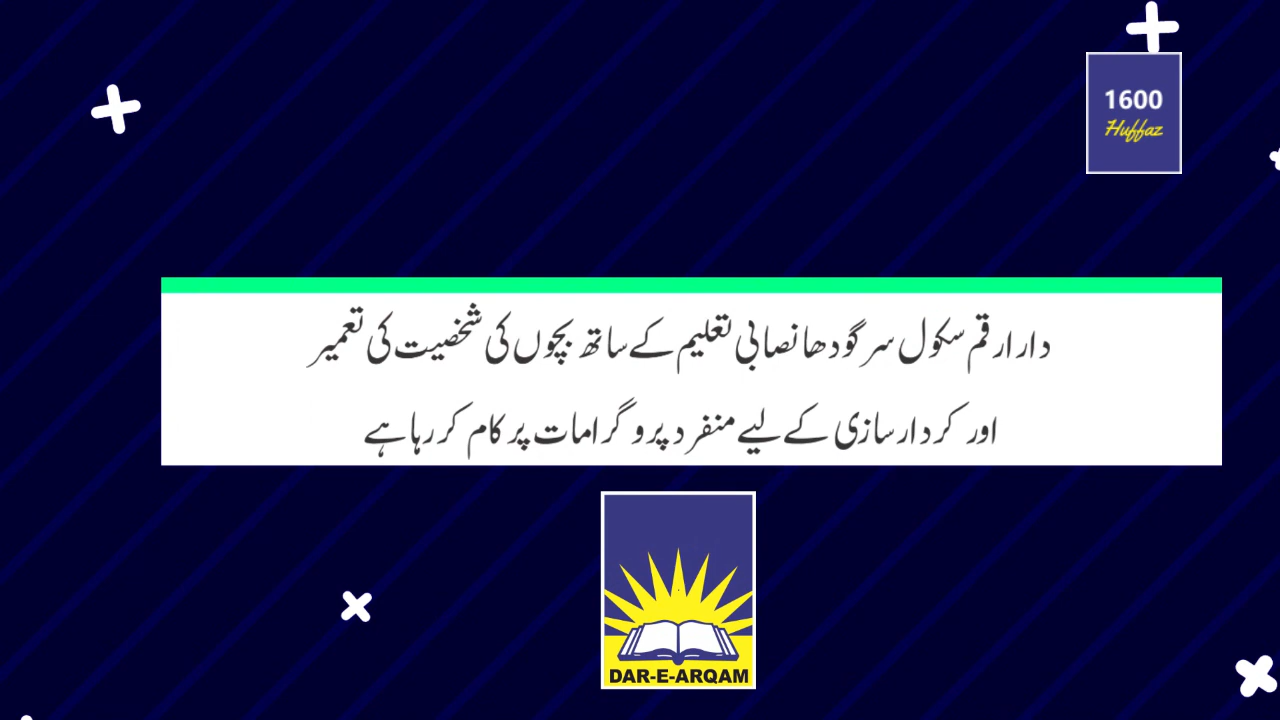 1600
Huffaz
دار ارقم سکول سرگودھا نصابی تعلیم کے ساتھ بچوں کی شخصیت کی تعمیر
اور کردار سازی کے لیے منفرد پروگرامات پر کام کر رہا ہے
DAR-E-ARQAM